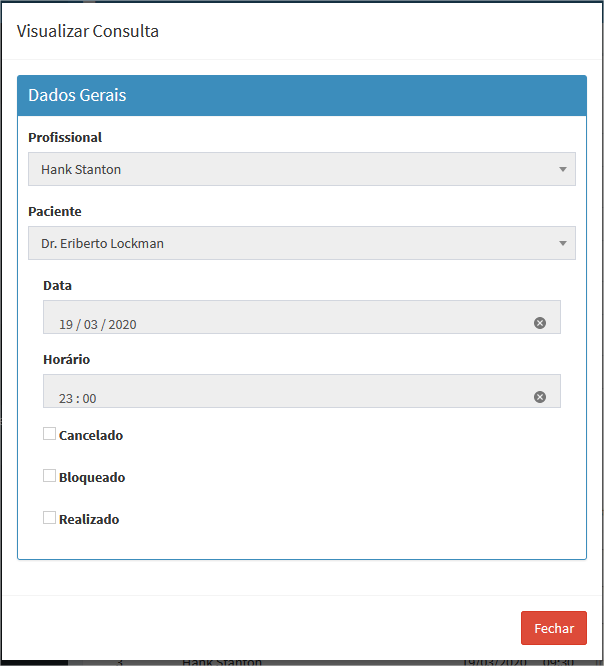 Visualizar Consulta
Dados Gerais
Profissional
Hank Stanton
Paciente
Dr. Eriberto Lockman
Data
19 / 03 / 2020
Horário
23 : 00
Cancelado
Bloqueado
Realizado
Fechar
3 Hank Stanton 19/03/2020 09:30